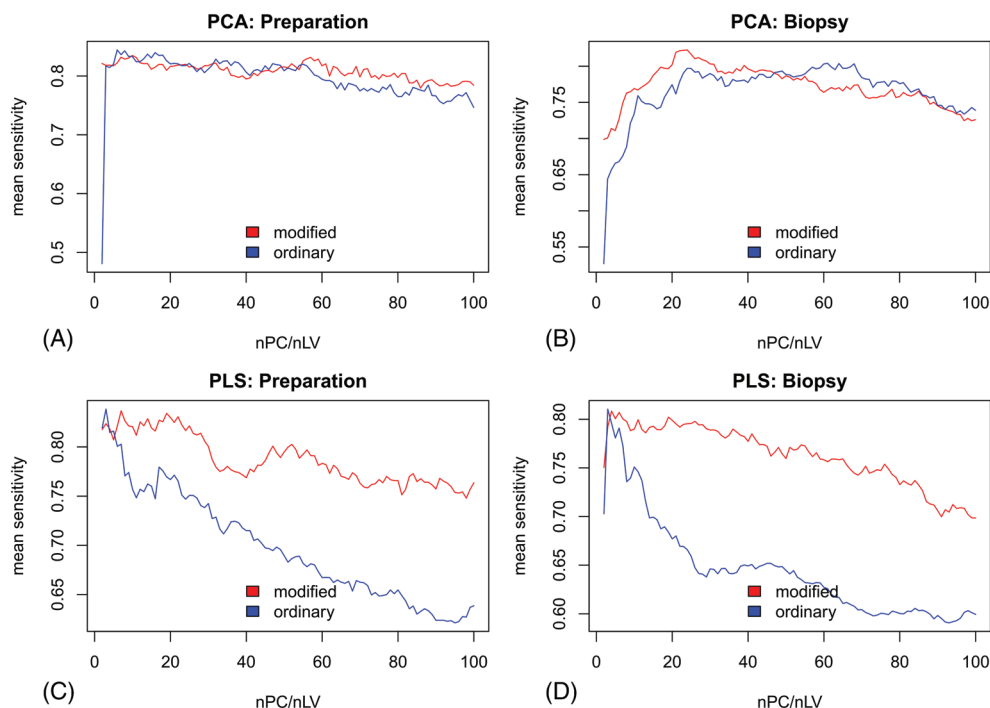 PCA: Preparation
mean sensitivity
0.5 0.6 0.7 0.8
modified
ordinary
0 20 40 60 80 100
nPC/nLV
(A)
PCA: Biopsy
mean sensitivity
0.55 0.65 0.75
modified
ordinary
0 20 40 60 80 100
nPC/nLV
(B)
PLS: Preparation
mean sensitivity
0.65 0.70 0.75 0.80
modified
ordinary
0 20 40 60 80 100
nPC/nLV
(C)
PLS: Biopsy
mean sensitivity
0.60 0.65 0.70 0.75 0.80
modified
ordinary
0 20 40 60 80 100
nPC/nLV
(D)